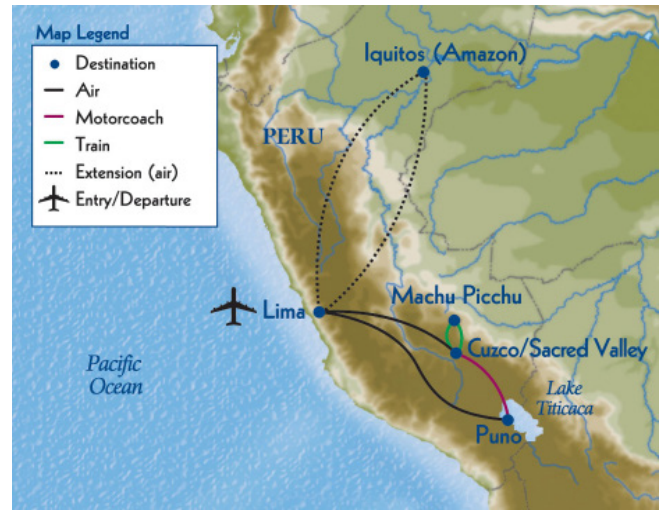 Map Legend
Destination
Air
Motorcoach
Train
Extension (air)
Entry/Departure
Iquitos (Amazon)
PERU
Lima
Machu Picchu
Cuzco/Sacred Valley
Pacific
Ocean
Lake
Titicaca
Puno